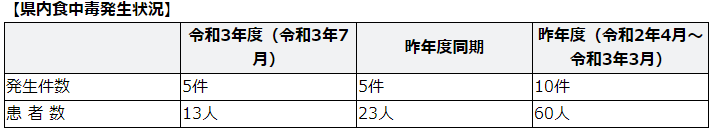 【県内食中毒発生状況】
令和3年度（令和3年7月） 昨年度同期 昨年度（令和2年4月～令和3年3月）
発生件数 5件 5件 10件
患 者 数 13人 23人 60人